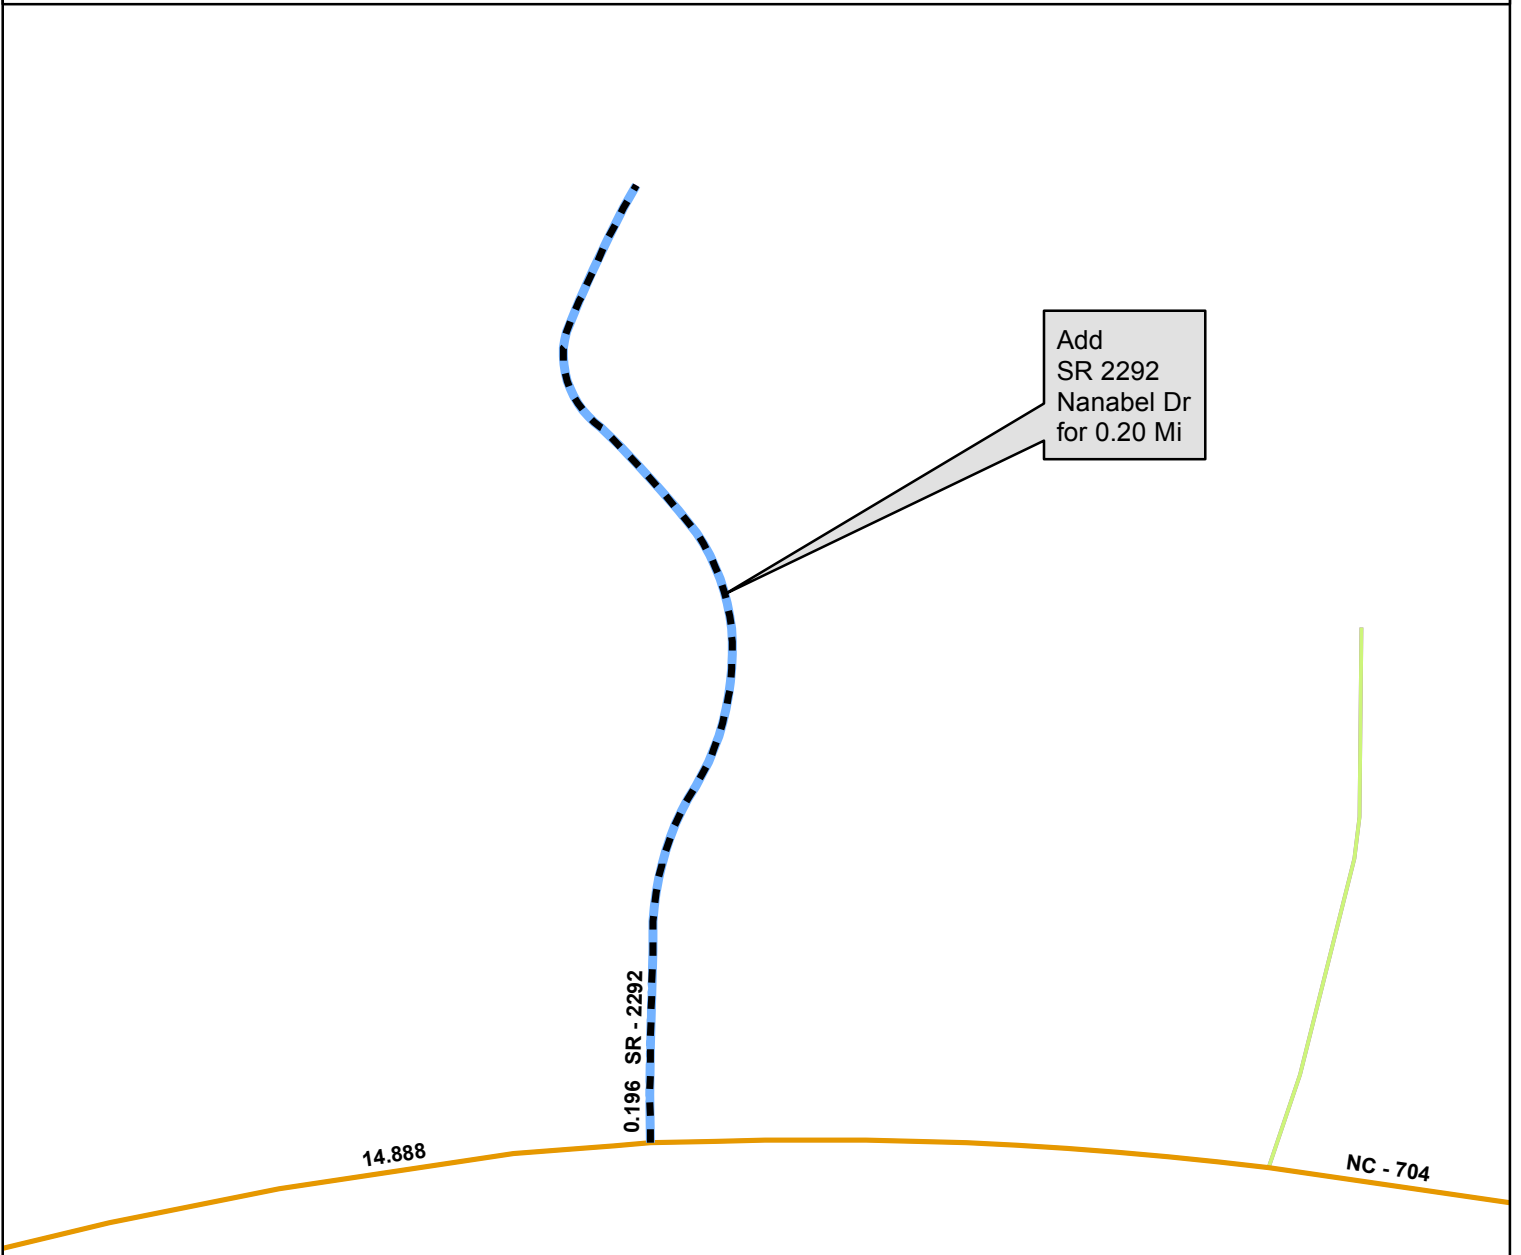 Add
SR 2292
Nanabel Dr
for 0.20 Mi
0.196 SR - 2292
14.888
NC - 704